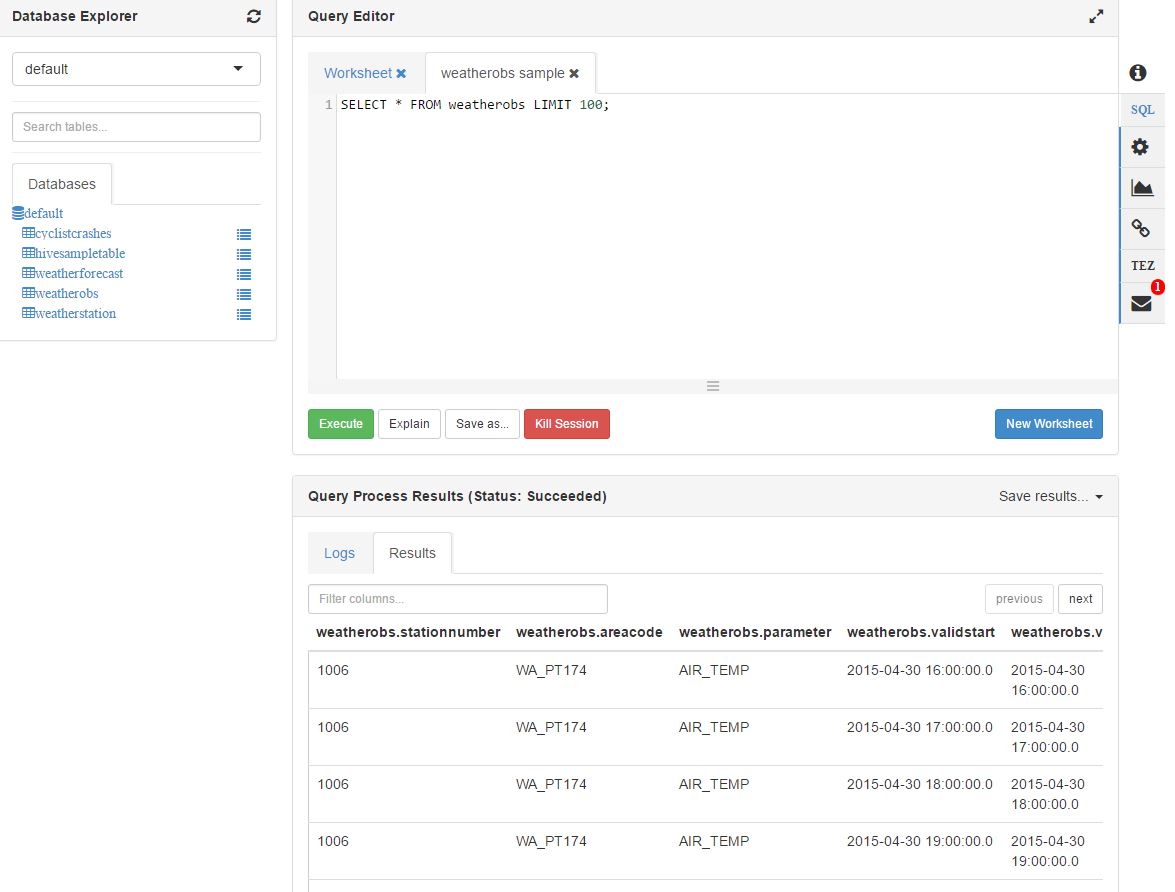 Database Explorer
default
Search tables...
Databases
default
cyclistcrashes
hivesampletable
weatherforecast
weatherobs
weatherstation
Query Editor
Worksheet
weatherobs sample
1 SELECT * FROM weatherobs LIMIT 100;
Execute Explain Save as... Kill Session New Worksheet
SQL
TEZ
1
Query Process Results (Status: Succeeded) Save results...
Logs Results
Filter columns... previous next
weatherobs.stationnumber weatherobs.areacode weatherobs.parameter weatherobs.validstart weatherobs.v
1006 WA_PT174 AIR_TEMP 2015-04-30 16:00:00.0 2015-04-30
16:00:00.0
1006 WA_PT174 AIR_TEMP 2015-04-30 17:00:00.0 2015-04-30
17:00:00.0
1006 WA_PT174 AIR_TEMP 2015-04-30 18:00:00.0 2015-04-30
18:00:00.0
1006 WA_PT174 AIR_TEMP 2015-04-30 19:00:00.0 2015-04-30
19:00:00.0